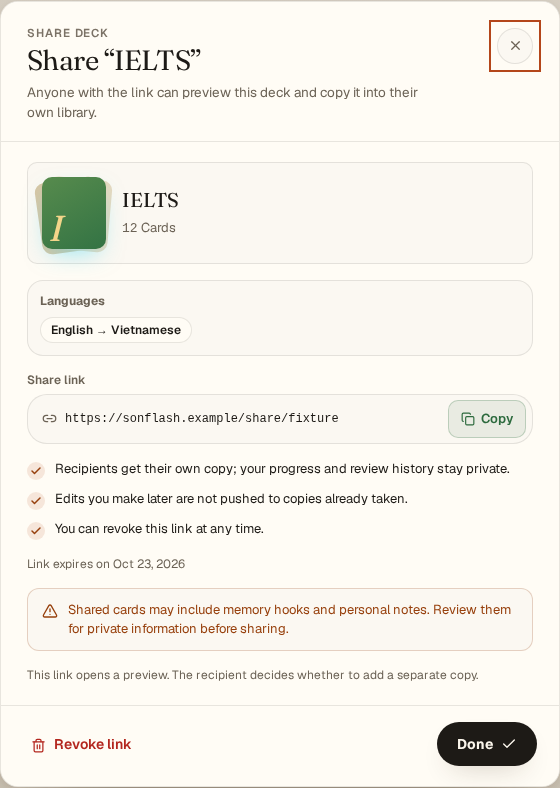 SHARE DECK
Share “IELTS”
Anyone with the link can preview this deck and copy it into their
own library.
I
IELTS
12 Cards
Languages
English → Vietnamese
Share link
https://sonflash.example/share/fixture
Copy
Recipients get their own copy; your progress and review history stay private.
Edits you make later are not pushed to copies already taken.
You can revoke this link at any time.
Link expires on Oct 23, 2026
Shared cards may include memory hooks and personal notes. Review them
for private information before sharing.
This link opens a preview. The recipient decides whether to add a separate copy.
Revoke link
Done